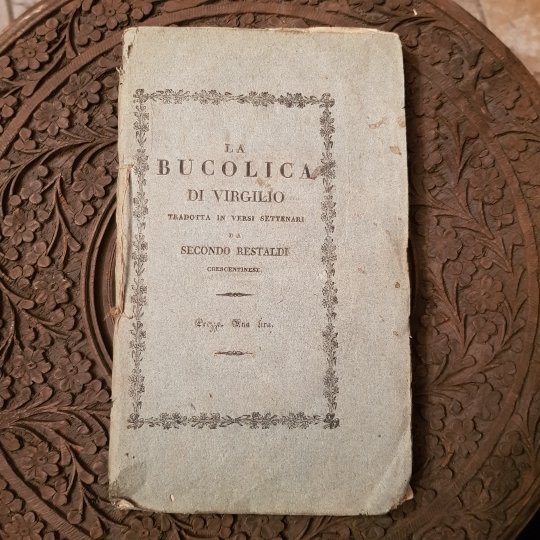 LA
BUCOLICA
DI VIRGILIO
TRADOTTA IN VERSI SETTENARI
DA
SECONDO RESTALDI
CRESCENTINESE.
Prezzo. Una lira.